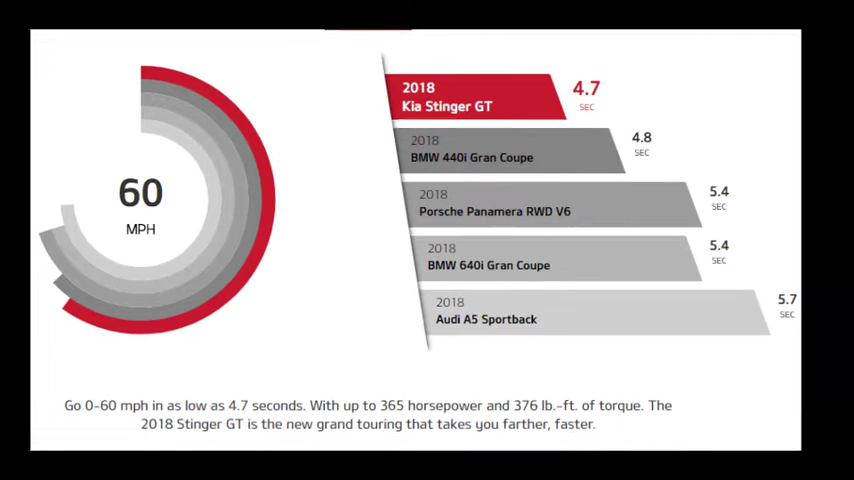 60
MPH
2018
Kia Stinger GT
4.7
SEC
2018
BMW 440i Gran Coupe
4.8
SEC
2018
Porsche Panamera RWD V6
5.4
SEC
2018
BMW 640i Gran Coupe
5.4
SEC
2018
Audi A5 Sportback
5.7
SEC
Go 0-60 mph in as low as 4.7 seconds. With up to 365 horsepower and 376 lb.-ft. of torque. The
2018 Stinger GT is the new grand touring that takes you farther, faster.